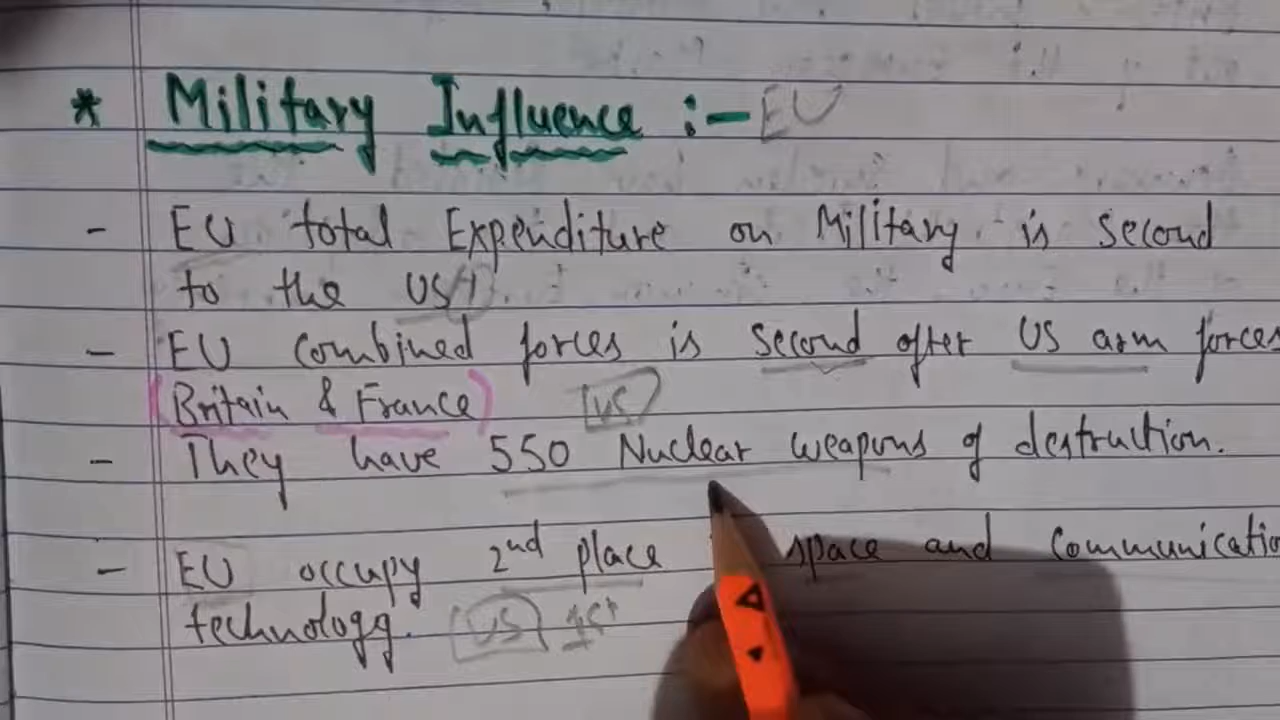 * Military Influence :- EU
- EU total Expenditure on Military is second
to the US
- EU combined forces is second after US arm forces
(Britain & France) US
- They have 550 Nuclear weapons of destruction.
- EU occupy 2nd place space and communicatio
technology. US 1st